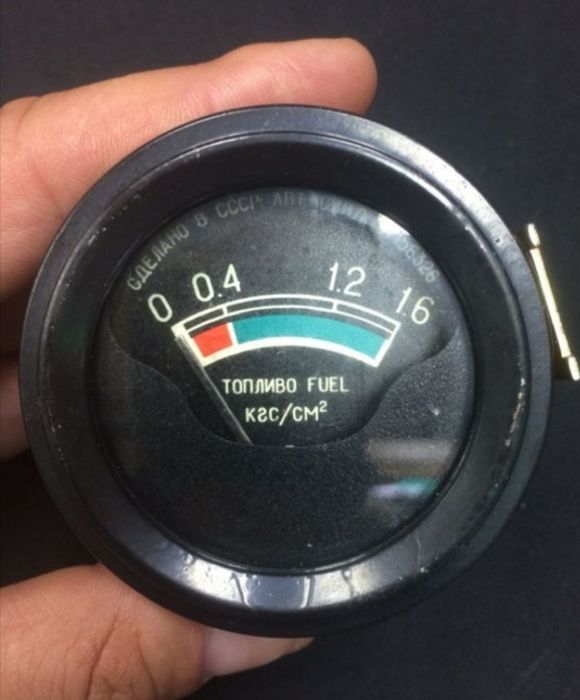 СДЕЛАНО В СССР
0 0.4 1.2 1.6
ТОПЛИВО FUEL
КГС/СМ²